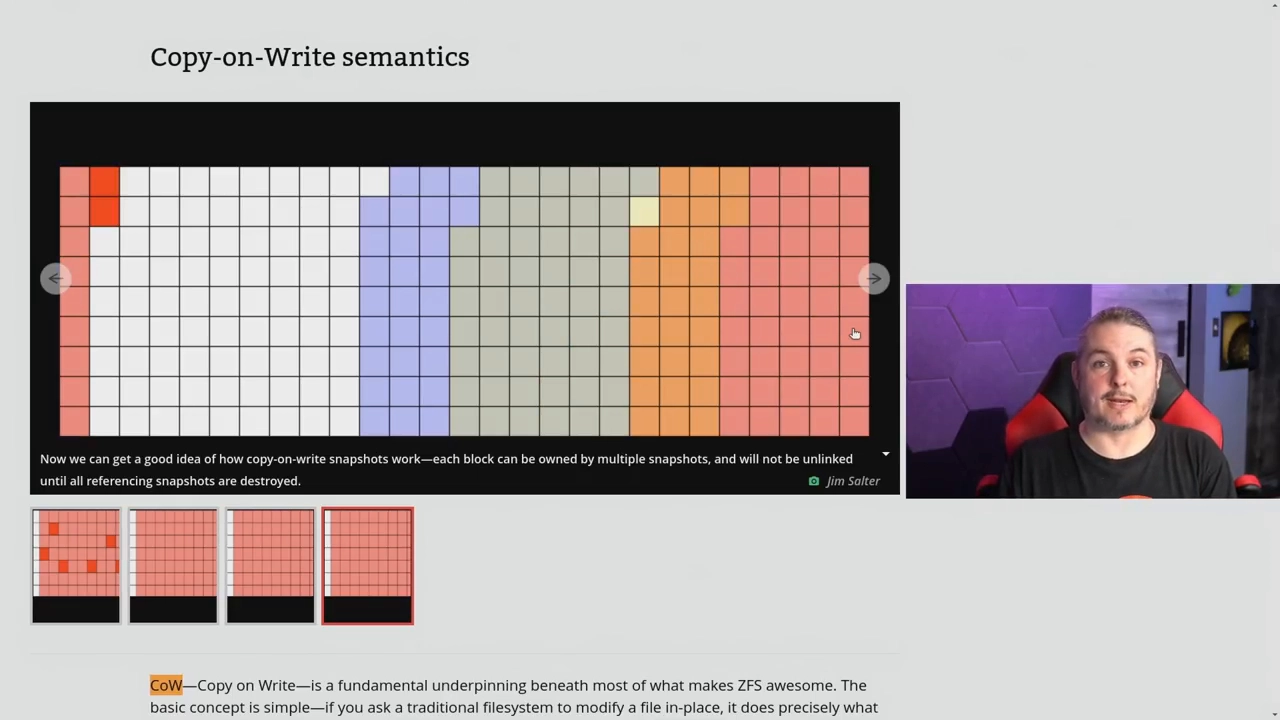 Copy-on-Write semantics
Now we can get a good idea of how copy-on-write snapshots work—each block can be owned by multiple snapshots, and will not be unlinked
until all referencing snapshots are destroyed.
Jim Salter
CoW—Copy on Write—is a fundamental underpinning beneath most of what makes ZFS awesome. The
basic concept is simple—if you ask a traditional filesystem to modify a file in-place, it does precisely what